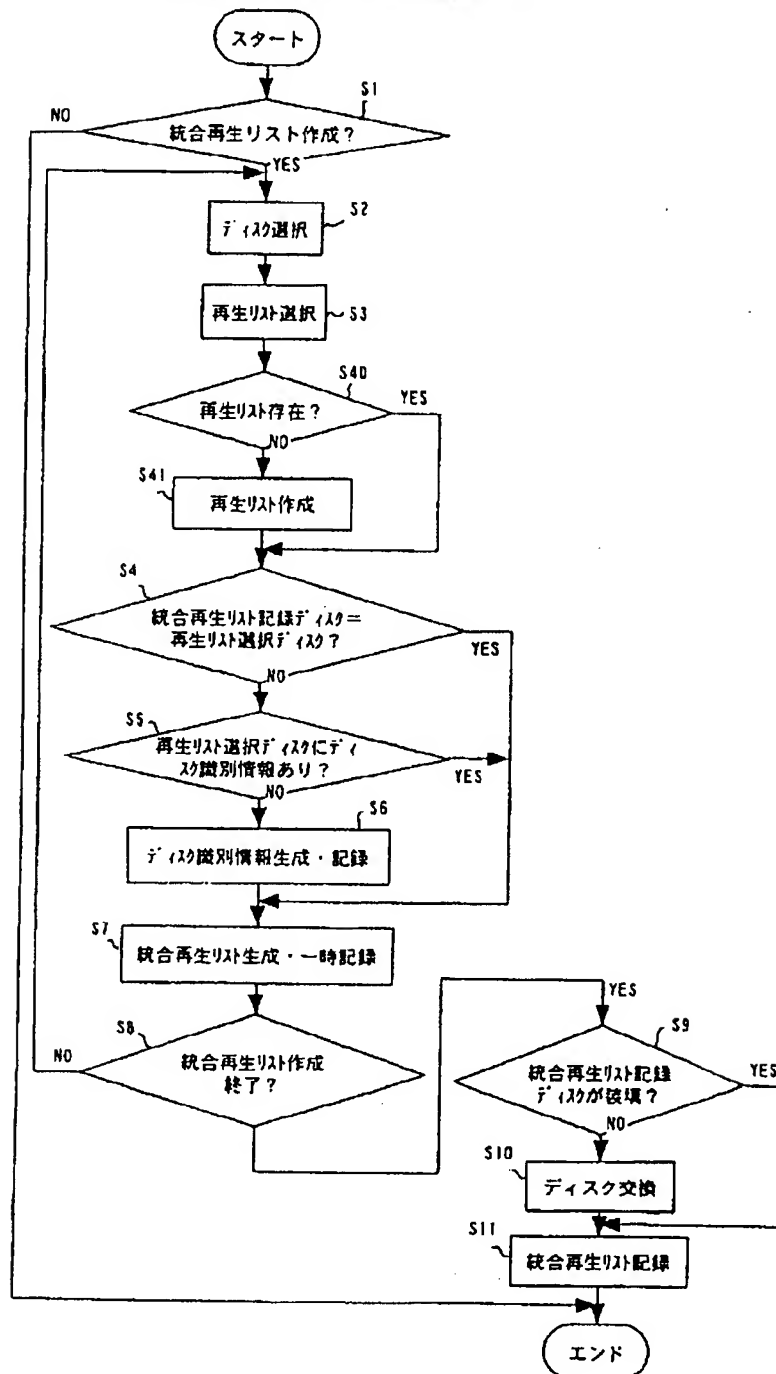 スタート
S1
NO
統合再生リスト作成?
YES
S2
ディスク選択
再生リスト選択
S3
S40
再生リスト存在?
YES
NO
S41
再生リスト作成
S4
統合再生リスト記録ディスク=
再生リスト選択ディスク?
YES
NO
S5
再生リスト選択ディスクにディ
スク識別情報あり?
YES
NO
S6
ディスク識別情報生成・記録
S7
統合再生リスト生成・一時記録
S8
NO
統合再生リスト作成
終了?
YES
S9
統合再生リスト記録
ディスクが装填?
YES
NO
S10
ディスク交換
S11
統合再生リスト記録
エンド